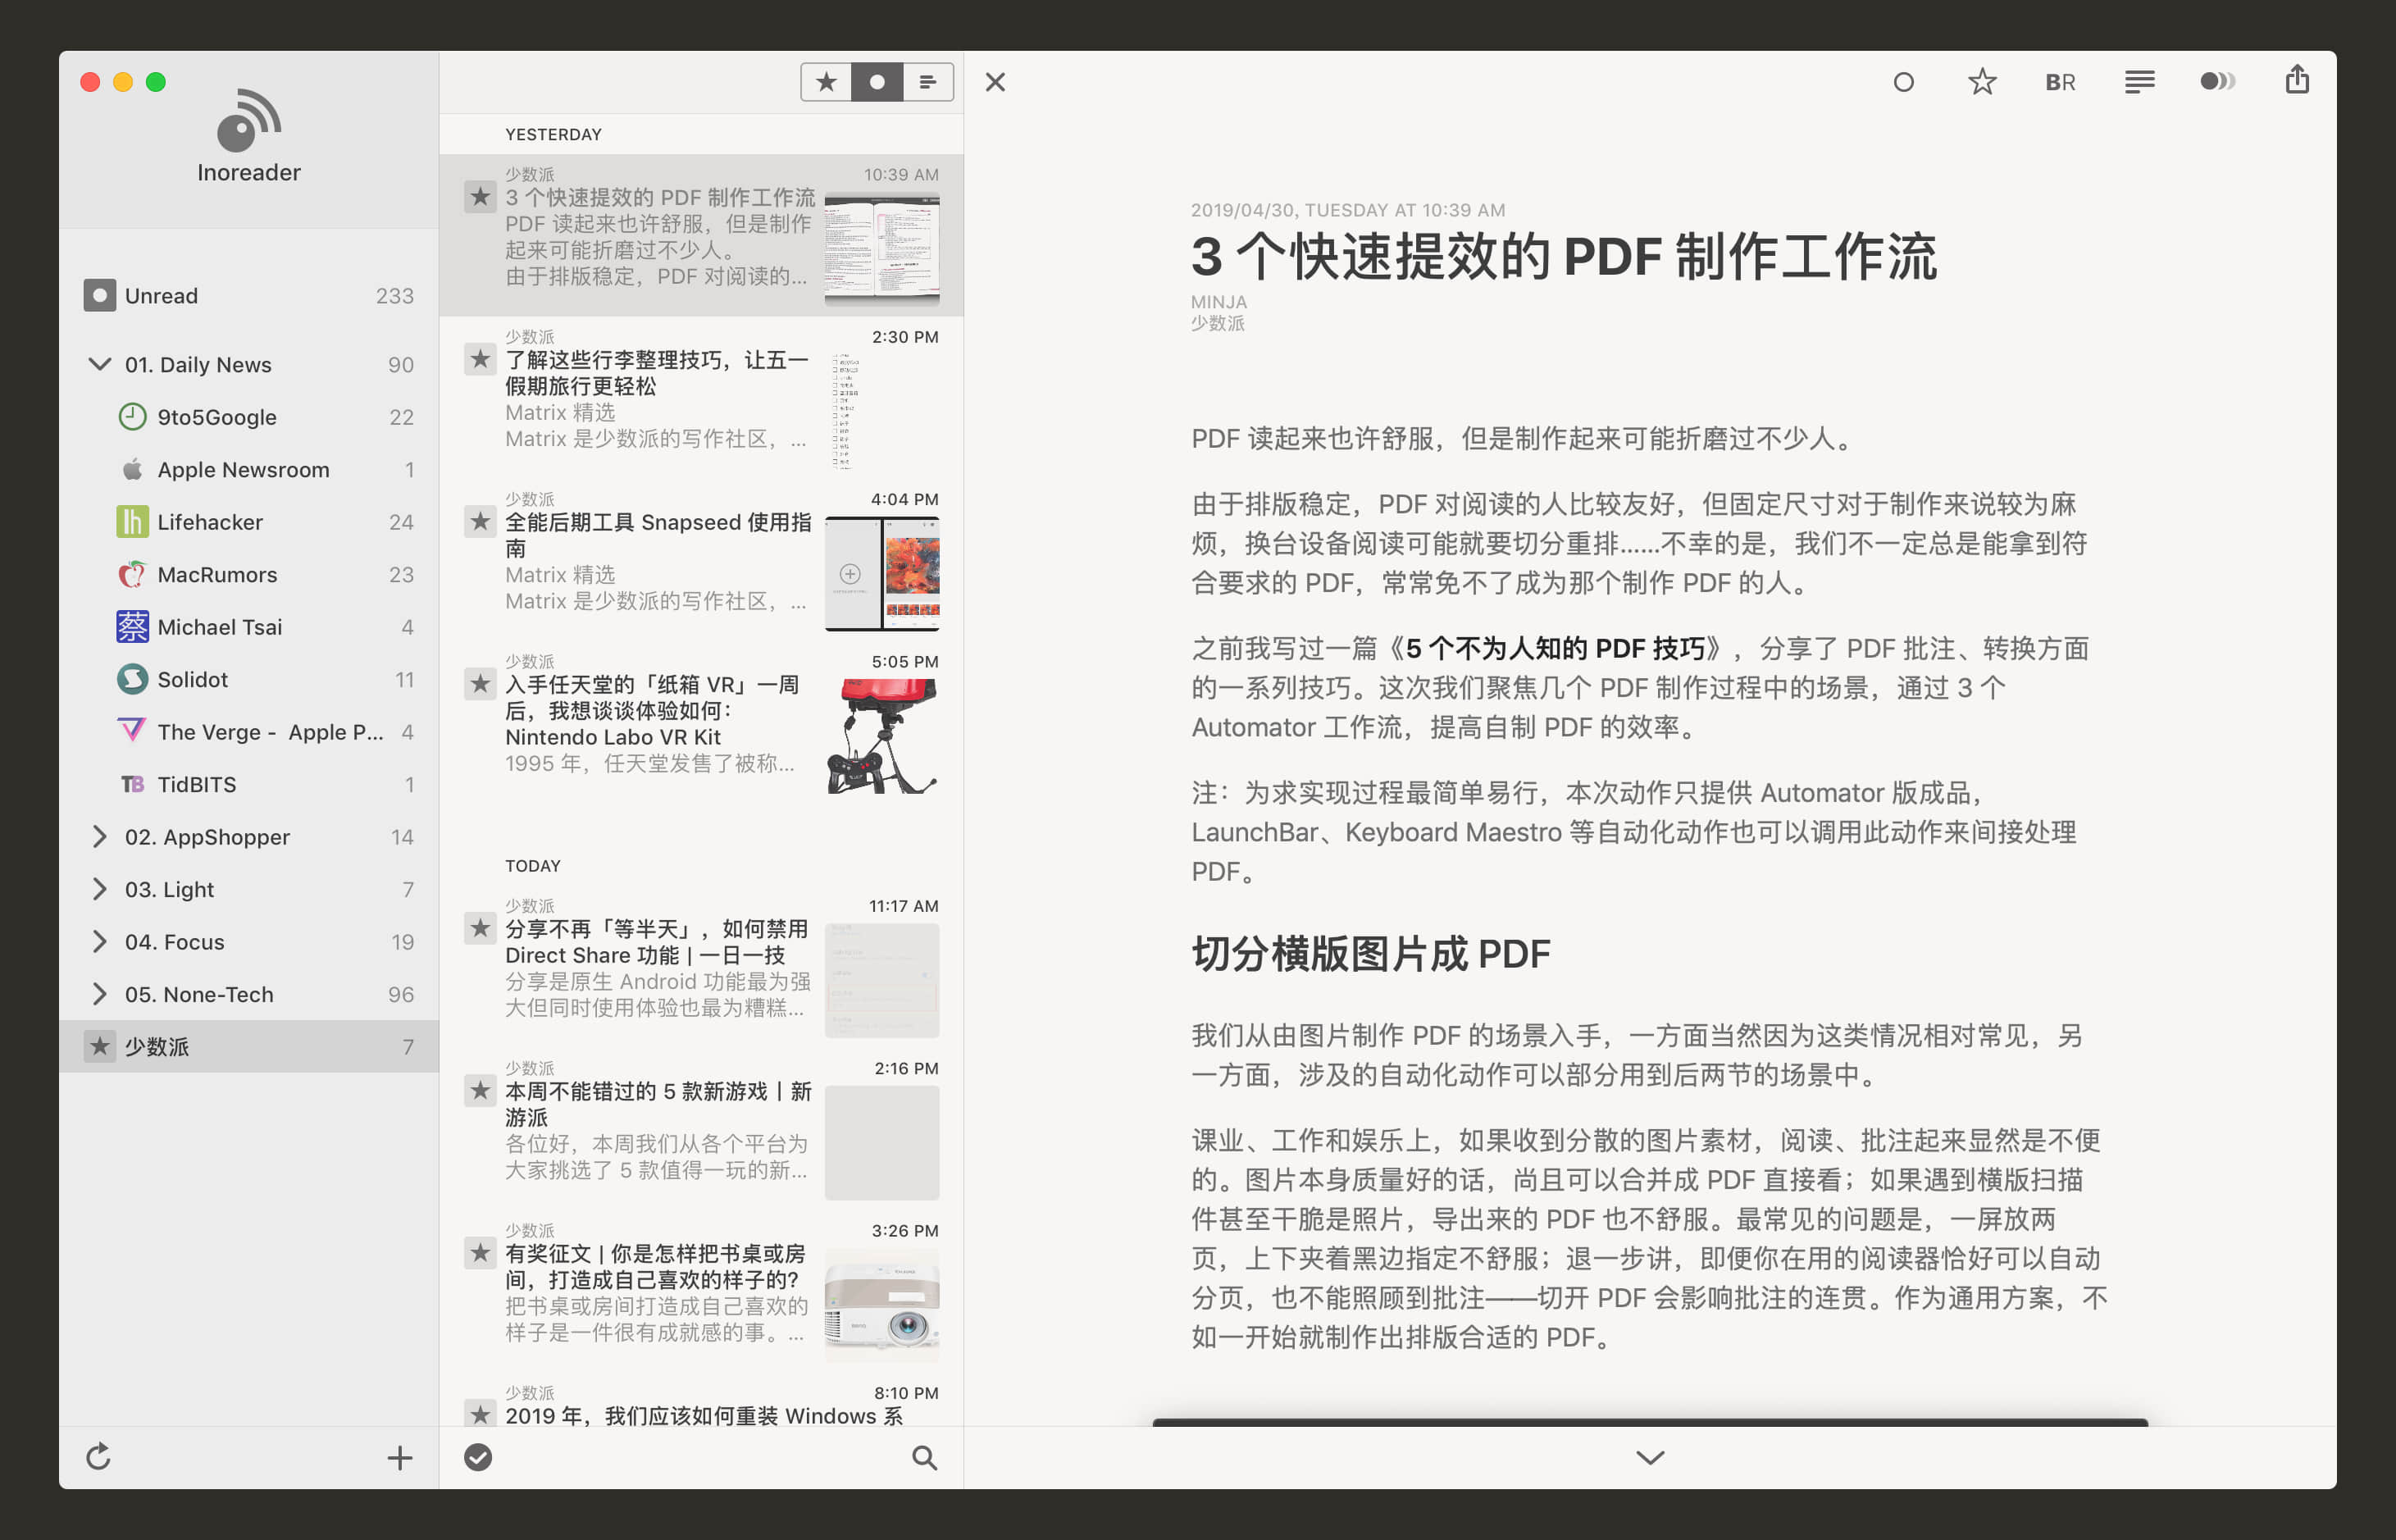 Inoreader
Unread 233
01. Daily News 90
9to5Google 22
Apple Newsroom 1
lh Lifehacker 24
MacRumors 23
蔡 Michael Tsai 4
Solidot 11
The Verge - Apple P... 4
TB TidBITS 1
02. AppShopper 14
03. Light 7
04. Focus 19
05. None-Tech 96
少数派 7
YESTERDAY
少数派 10:39 AM
3 个快速提效的 PDF 制作工作流
PDF 读起来也许舒服，但是制作
起来可能折磨过不少人。
由于排版稳定，PDF 对阅读的...
少数派 2:30 PM
了解这些行李整理技巧，让五一
假期旅行更轻松
Matrix 精选
Matrix 是少数派的写作社区，...
少数派 4:04 PM
全能后期工具 Snapseed 使用指
南
Matrix 精选
Matrix 是少数派的写作社区，...
少数派 5:05 PM
入手任天堂的「纸箱 VR」一周
后，我想谈谈体验如何：
Nintendo Labo VR Kit
1995 年，任天堂发售了被称...
TODAY
少数派 11:17 AM
分享不再「等半天」，如何禁用
Direct Share 功能 | 一日一技
分享是原生 Android 功能最为强
大但同时使用体验也最为糟糕...
少数派 2:16 PM
本周不能错过的 5 款新游戏丨新
游派
各位好，本周我们从各个平台为
大家挑选了 5 款值得一玩的新...
少数派 3:26 PM
有奖征文 | 你是怎样把书桌或房
间，打造成自己喜欢的样子的？
把书桌或房间打造成自己喜欢的
样子是一件很有成就感的事。...
少数派 8:10 PM
2019 年，我们应该如何重装 Windows 系
BR
2019/04/30, TUESDAY AT 10:39 AM
3 个快速提效的 PDF 制作工作流
MINJA
少数派
PDF 读起来也许舒服，但是制作起来可能折磨过不少人。
由于排版稳定，PDF 对阅读的人比较友好，但固定尺寸对于制作来说较为麻
烦，换台设备阅读可能就要切分重排……不幸的是，我们不一定总是能拿到符
合要求的 PDF，常常免不了成为那个制作 PDF 的人。
之前我写过一篇《5 个不为人知的 PDF 技巧》，分享了 PDF 批注、转换方面
的一系列技巧。这次我们聚焦几个 PDF 制作过程中的场景，通过 3 个
Automator 工作流，提高自制 PDF 的效率。
注：为求实现过程最简单易行，本次动作只提供 Automator 版成品，
LaunchBar、Keyboard Maestro 等自动化动作也可以调用此动作来间接处理
PDF。
切分横版图片成 PDF
我们从由图片制作 PDF 的场景入手，一方面当然因为这类情况相对常见，另
一方面，涉及的自动化动作可以部分用到后两节的场景中。
课业、工作和娱乐上，如果收到分散的图片素材，阅读、批注起来显然是不便
的。图片本身质量好的话，尚且可以合并成 PDF 直接看；如果遇到横版扫描
件甚至干脆是照片，导出来的 PDF 也不舒服。最常见的问题是，一屏放两
页，上下夹着黑边指定不舒服；退一步讲，即便你在用的阅读器恰好可以自动
分页，也不能照顾到批注——切开 PDF 会影响批注的连贯。作为通用方案，不
如一开始就制作出排版合适的 PDF。